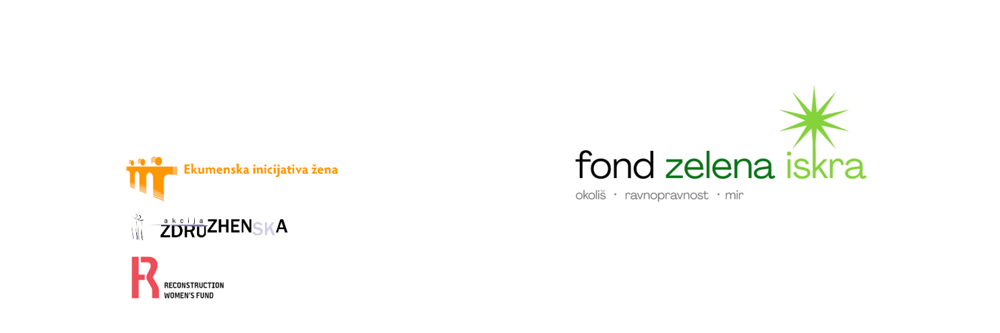 Ekumenska inicijativa žena
akcija
ZDRUZHENSKA
R
RECONSTRUCTION
WOMEN'S FUND
fond zelena iskra
okoliš · ravnopravnost · mir